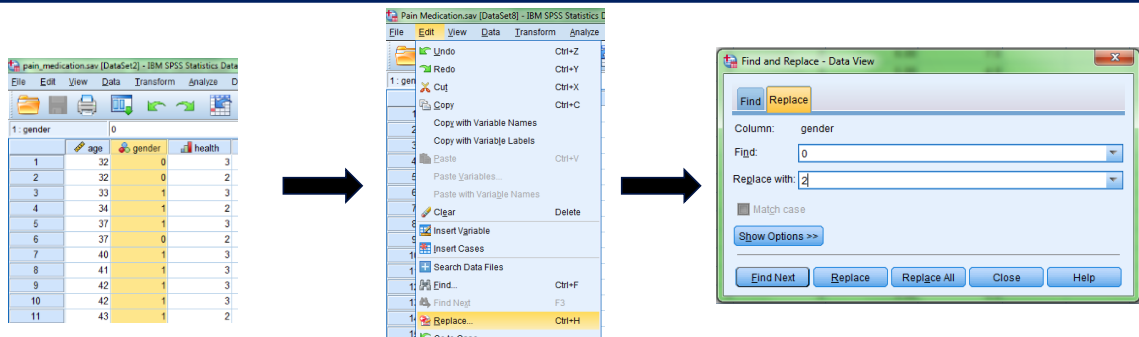 pain_medication.sav [DataSet2] - IBM SPSS Statistics Data
File Edit View Data Transform Analyze D
1 : gender 0
age gender health
1 32 0 3
2 32 0 2
3 33 1 3
4 34 1 2
5 37 1 3
6 37 0 2
7 40 1 3
8 41 1 3
9 42 1 3
10 42 1 3
11 43 1 2
Pain Medication.sav [DataSet8] - IBM SPSS Statistics D
File Edit View Data Transform Analyze
1 : gen
Undo Ctrl+Z
Redo Ctrl+Y
Cut Ctrl+X
Copy Ctrl+C
Copy with Variable Names
Copy with Variable Labels
Paste Ctrl+V
Paste Variables...
Paste with Variable Names
Clear Delete
Insert Variable
Insert Cases
Search Data Files
Find... Ctrl+F
Find Next F3
Replace... Ctrl+H
Find and Replace - Data View
Find Replace
Column: gender
Find: 0
Replace with: 2
Match case
Show Options >>
Find Next Replace Replace All Close Help